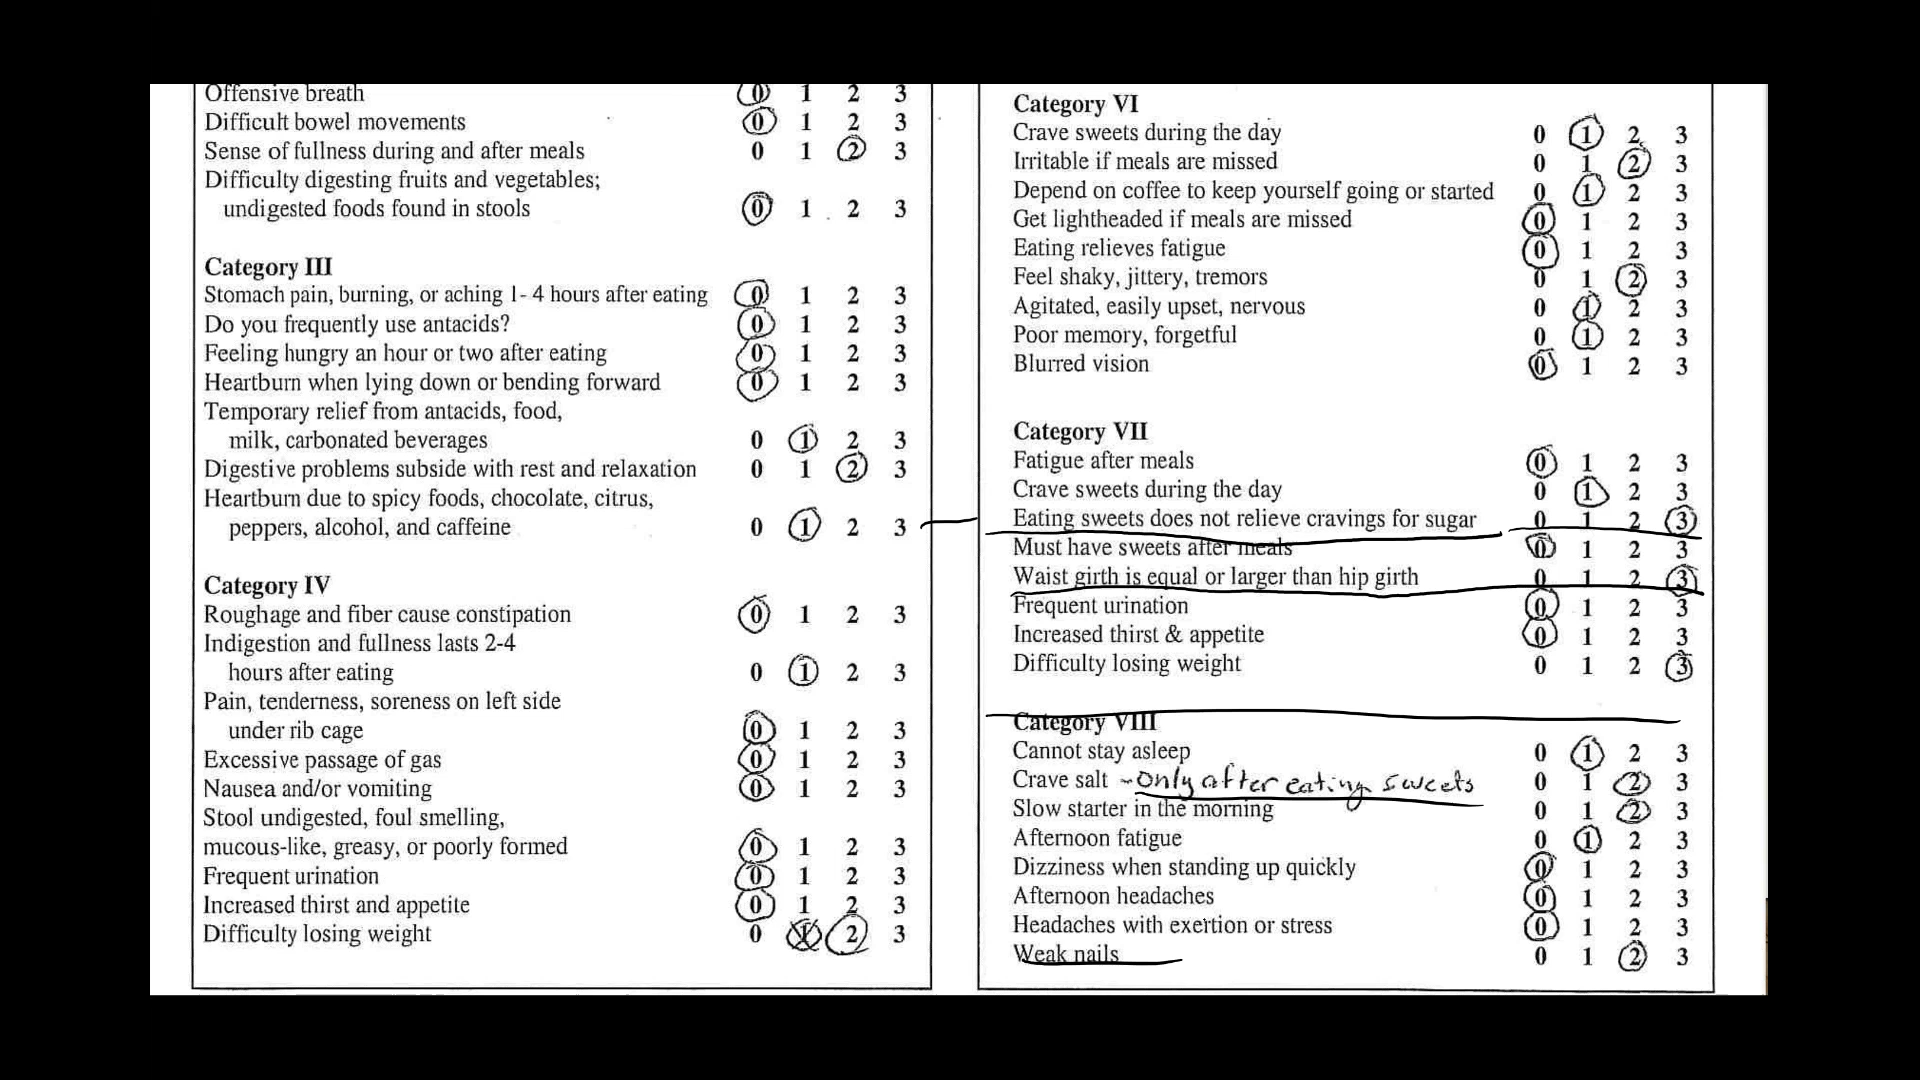 Offensive breath 0 1 2 3
Difficult bowel movements 0 1 2 3
Sense of fullness during and after meals 0 1 2 3
Difficulty digesting fruits and vegetables;
undigested foods found in stools 0 1 2 3
Category III
Stomach pain, burning, or aching 1- 4 hours after eating 0 1 2 3
Do you frequently use antacids? 0 1 2 3
Feeling hungry an hour or two after eating 0 1 2 3
Heartburn when lying down or bending forward 0 1 2 3
Temporary relief from antacids, food,
milk, carbonated beverages 0 1 2 3
Digestive problems subside with rest and relaxation 0 1 2 3
Heartburn due to spicy foods, chocolate, citrus,
peppers, alcohol, and caffeine 0 1 2 3
Category IV
Roughage and fiber cause constipation 0 1 2 3
Indigestion and fullness lasts 2-4
hours after eating 0 1 2 3
Pain, tenderness, soreness on left side
under rib cage 0 1 2 3
Excessive passage of gas 0 1 2 3
Nausea and/or vomiting 0 1 2 3
Stool undigested, foul smelling,
mucous-like, greasy, or poorly formed 0 1 2 3
Frequent urination 0 1 2 3
Increased thirst and appetite 0 1 2 3
Difficulty losing weight 0 1 2 3
Category VI
Crave sweets during the day 0 1 2 3
Irritable if meals are missed 0 1 2 3
Depend on coffee to keep yourself going or started 0 1 2 3
Get lightheaded if meals are missed 0 1 2 3
Eating relieves fatigue 0 1 2 3
Feel shaky, jittery, tremors 0 1 2 3
Agitated, easily upset, nervous 0 1 2 3
Poor memory, forgetful 0 1 2 3
Blurred vision 0 1 2 3
Category VII
Fatigue after meals 0 1 2 3
Crave sweets during the day 0 1 2 3
Eating sweets does not relieve cravings for sugar 0 1 2 3
Must have sweets after meals 0 1 2 3
Waist girth is equal or larger than hip girth 0 1 2 3
Frequent urination 0 1 2 3
Increased thirst & appetite 0 1 2 3
Difficulty losing weight 0 1 2 3
Category VIII
Cannot stay asleep 0 1 2 3
Crave salt ~only after eating sweets 0 1 2 3
Slow starter in the morning 0 1 2 3
Afternoon fatigue 0 1 2 3
Dizziness when standing up quickly 0 1 2 3
Afternoon headaches 0 1 2 3
Headaches with exertion or stress 0 1 2 3
Weak nails 0 1 2 3